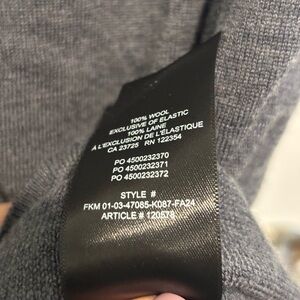 100% WOOL
EXCLUSIVE OF ELASTIC
100% LAINE
A L'EXCLUSION DE L'ÉLASTIQUE
CA 23725 RN 122354
PO 4500232370
PO 4500232371
PO 4500232372
STYLE #
FKM 01-03-47085-K087-FA24
ARTICLE # 120578